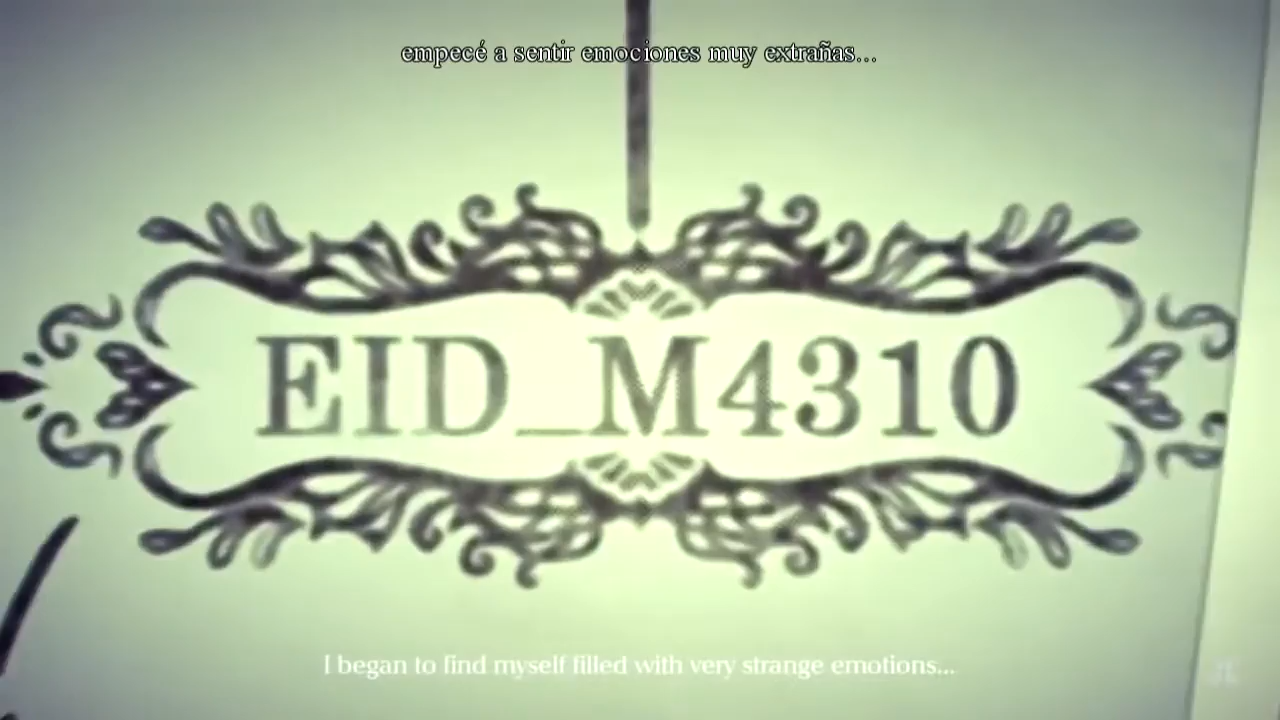 empecé a sentir emociones muy extrañas...
EID_M4310
I began to find myself filled with very strange emotions...